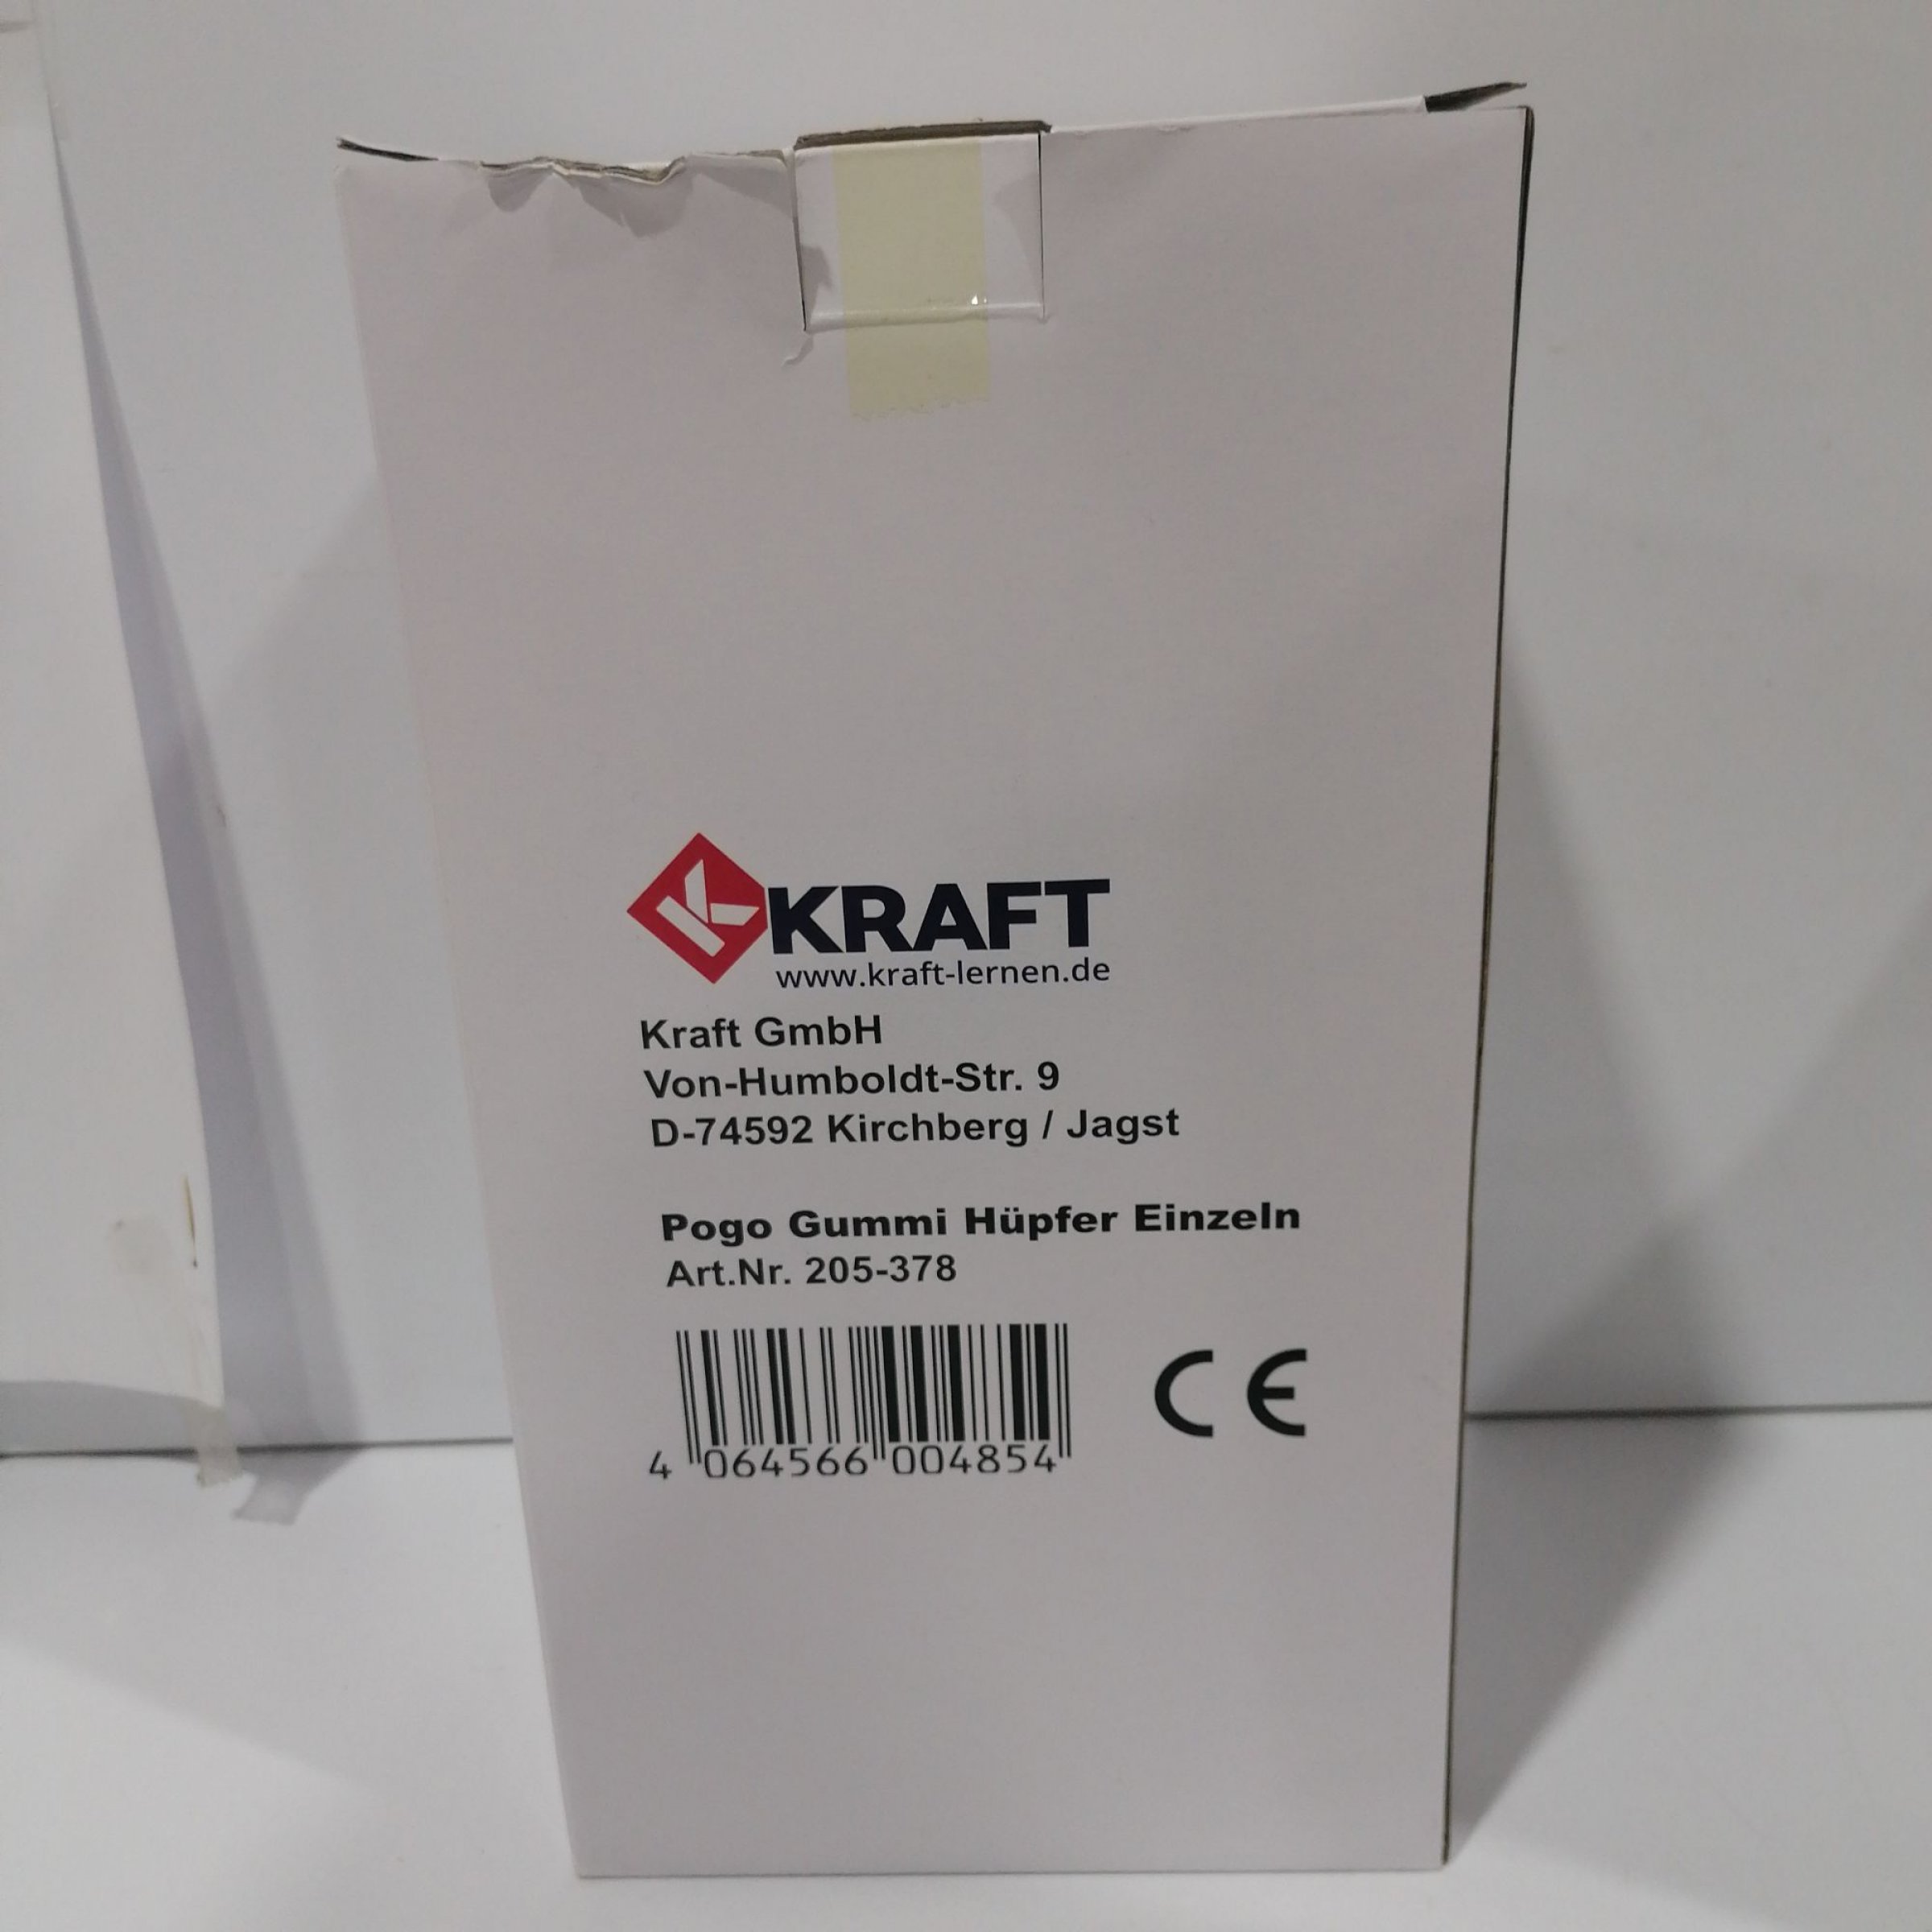 KRAFT
www.kraft-lernen.de
Kraft GmbH
Von-Humboldt-Str. 9
D-74592 Kirchberg / Jagst
Pogo Gummi Hüpfer Einzeln
Art.Nr. 205-378
CE
4 064566 004854